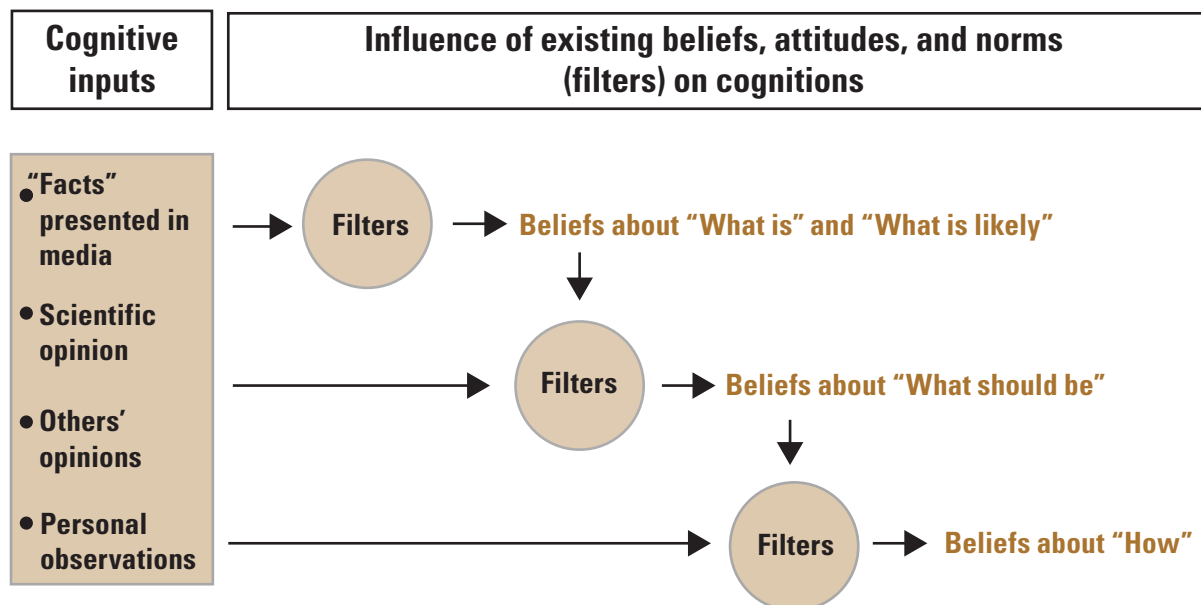 Cognitive
inputs
Influence of existing beliefs, attitudes, and norms
(filters) on cognitions
• “Facts”
presented in
media
• Scientific
opinion
• Others’
opinions
• Personal
observations
Filters
Beliefs about “What is” and “What is likely”
Filters
Beliefs about “What should be”
Filters
Beliefs about “How”